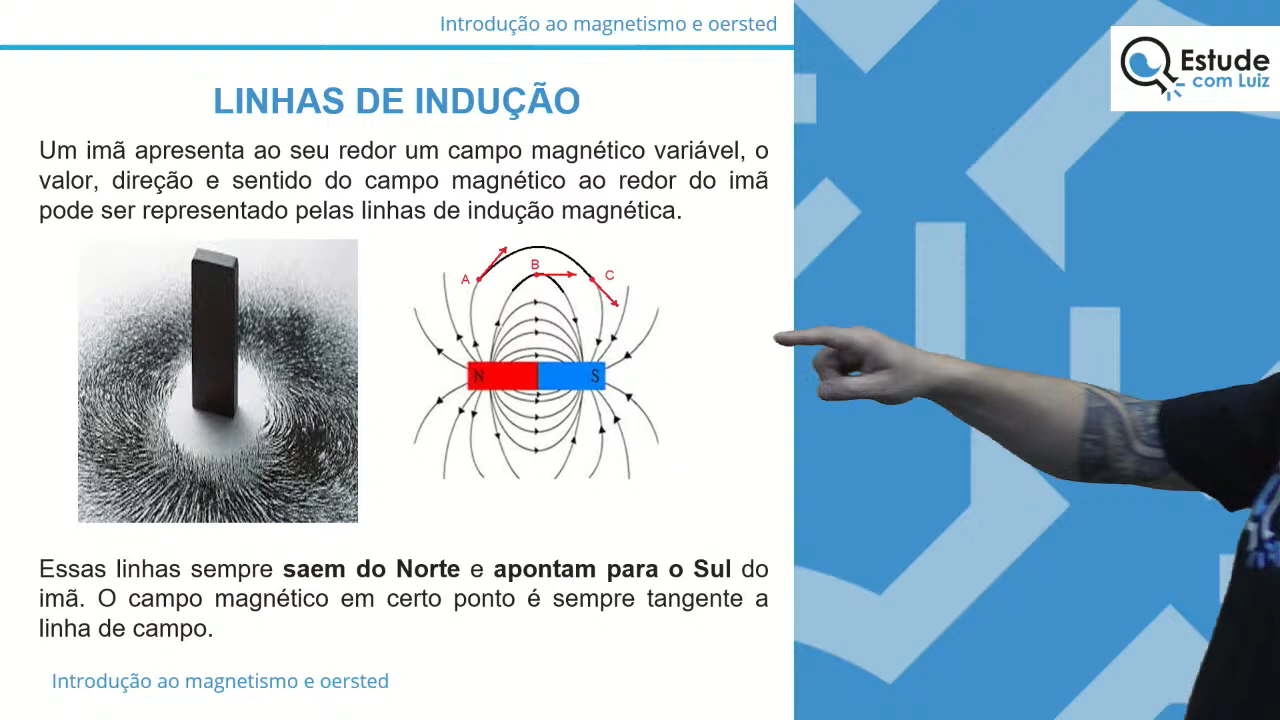 Introdução ao magnetismo e oersted
Estude
com Luiz
LINHAS DE INDUÇÃO
Um imã apresenta ao seu redor um campo magnético variável, o
valor, direção e sentido do campo magnético ao redor do imã
pode ser representado pelas linhas de indução magnética.
A
B
C
N
S
Essas linhas sempre saem do Norte e apontam para o Sul do
imã. O campo magnético em certo ponto é sempre tangente a
linha de campo.
Introdução ao magnetismo e oersted